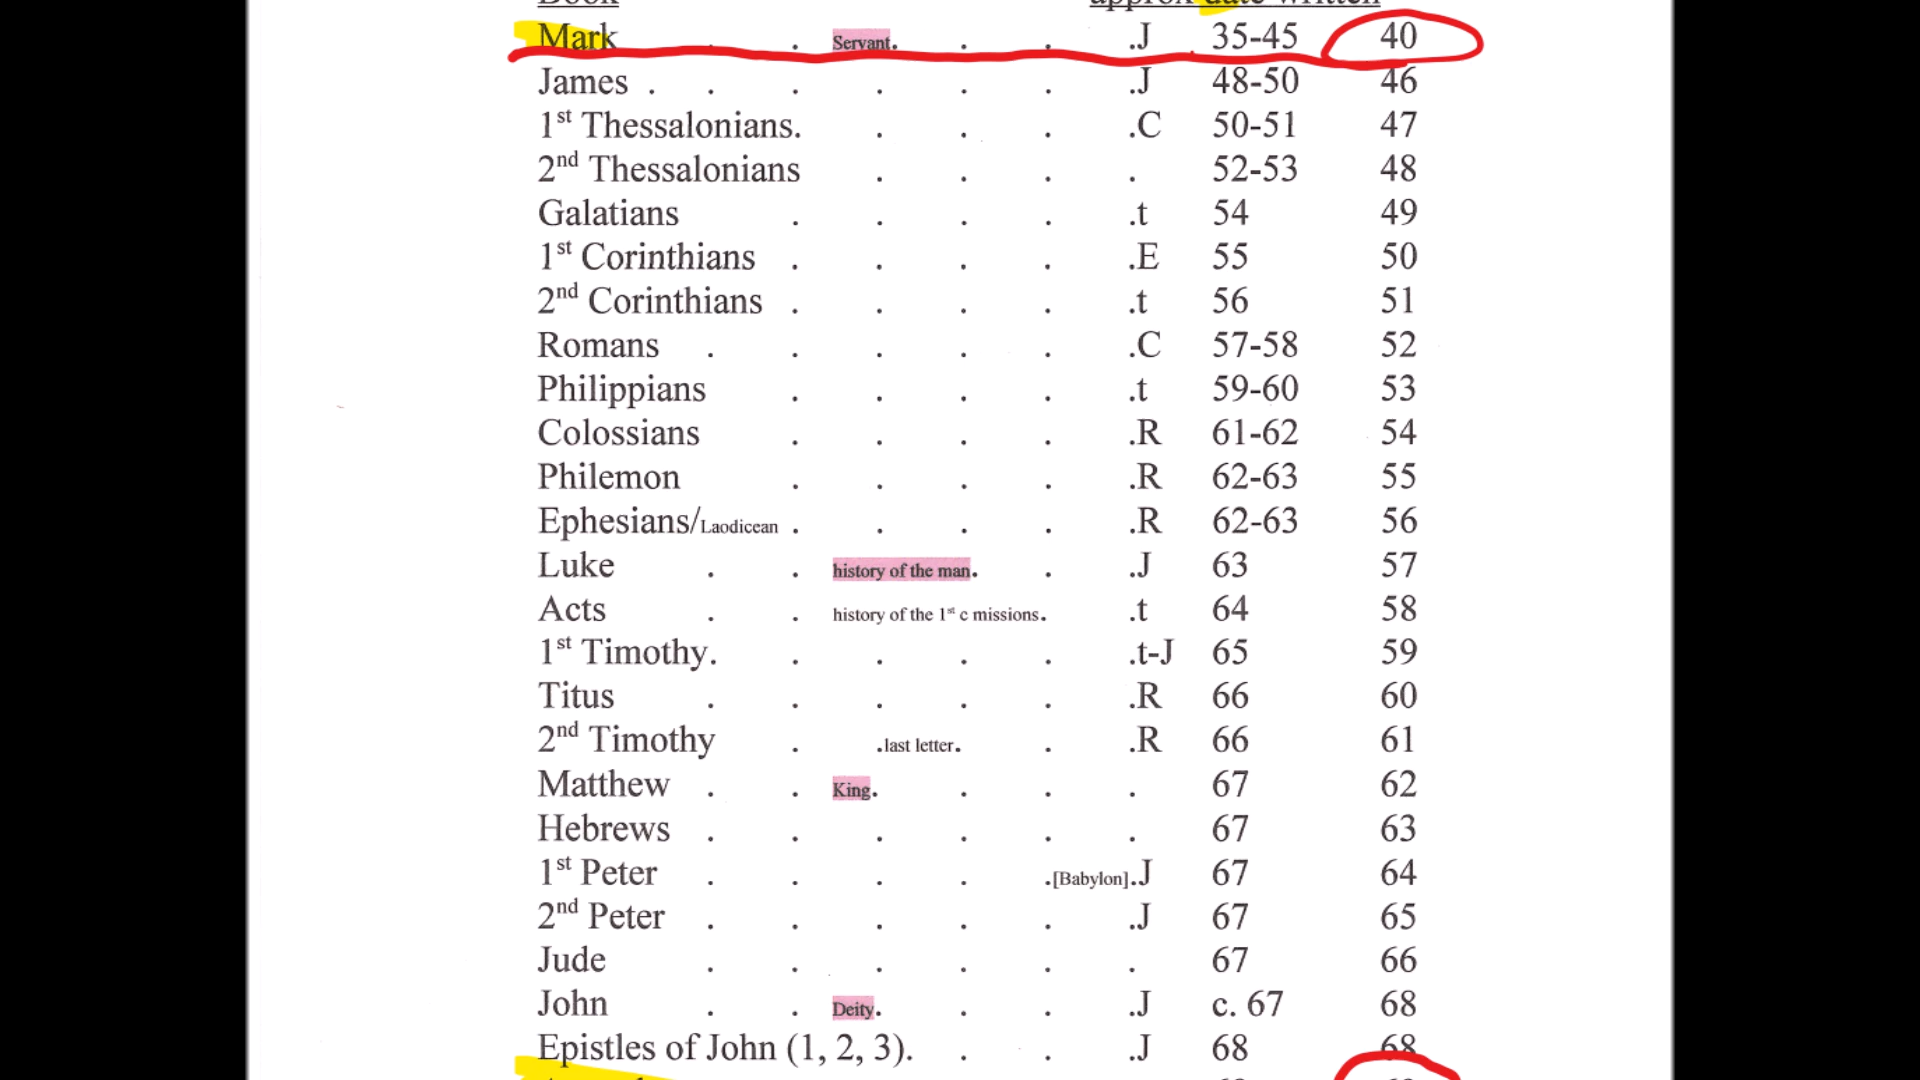 Book approx date written
Mark . . Servant. . . .J 35-45 40
James . . . . . . .J 48-50 46
1st Thessalonians. . . . .C 50-51 47
2nd Thessalonians . . . . 52-53 48
Galatians . . . . .t 54 49
1st Corinthians . . . . .E 55 50
2nd Corinthians . . . . .t 56 51
Romans . . . . . .C 57-58 52
Philippians . . . . .t 59-60 53
Colossians . . . . .R 61-62 54
Philemon . . . . .R 62-63 55
Ephesians/Laodicean . . . . .R 62-63 56
Luke . . history of the man. . .J 63 57
Acts . . history of the 1st c missions. .t 64 58
1st Timothy. . . . . .t-J 65 59
Titus . . . . . .R 66 60
2nd Timothy . .last letter. . .R 66 61
Matthew . . King. . . . 67 62
Hebrews . . . . . . 67 63
1st Peter . . . . .[Babylon].J 67 64
2nd Peter . . . . . .J 67 65
Jude . . . . . . 67 66
John . . Deity. . . .J c. 67 68
Epistles of John (1, 2, 3). . . .J 68 68